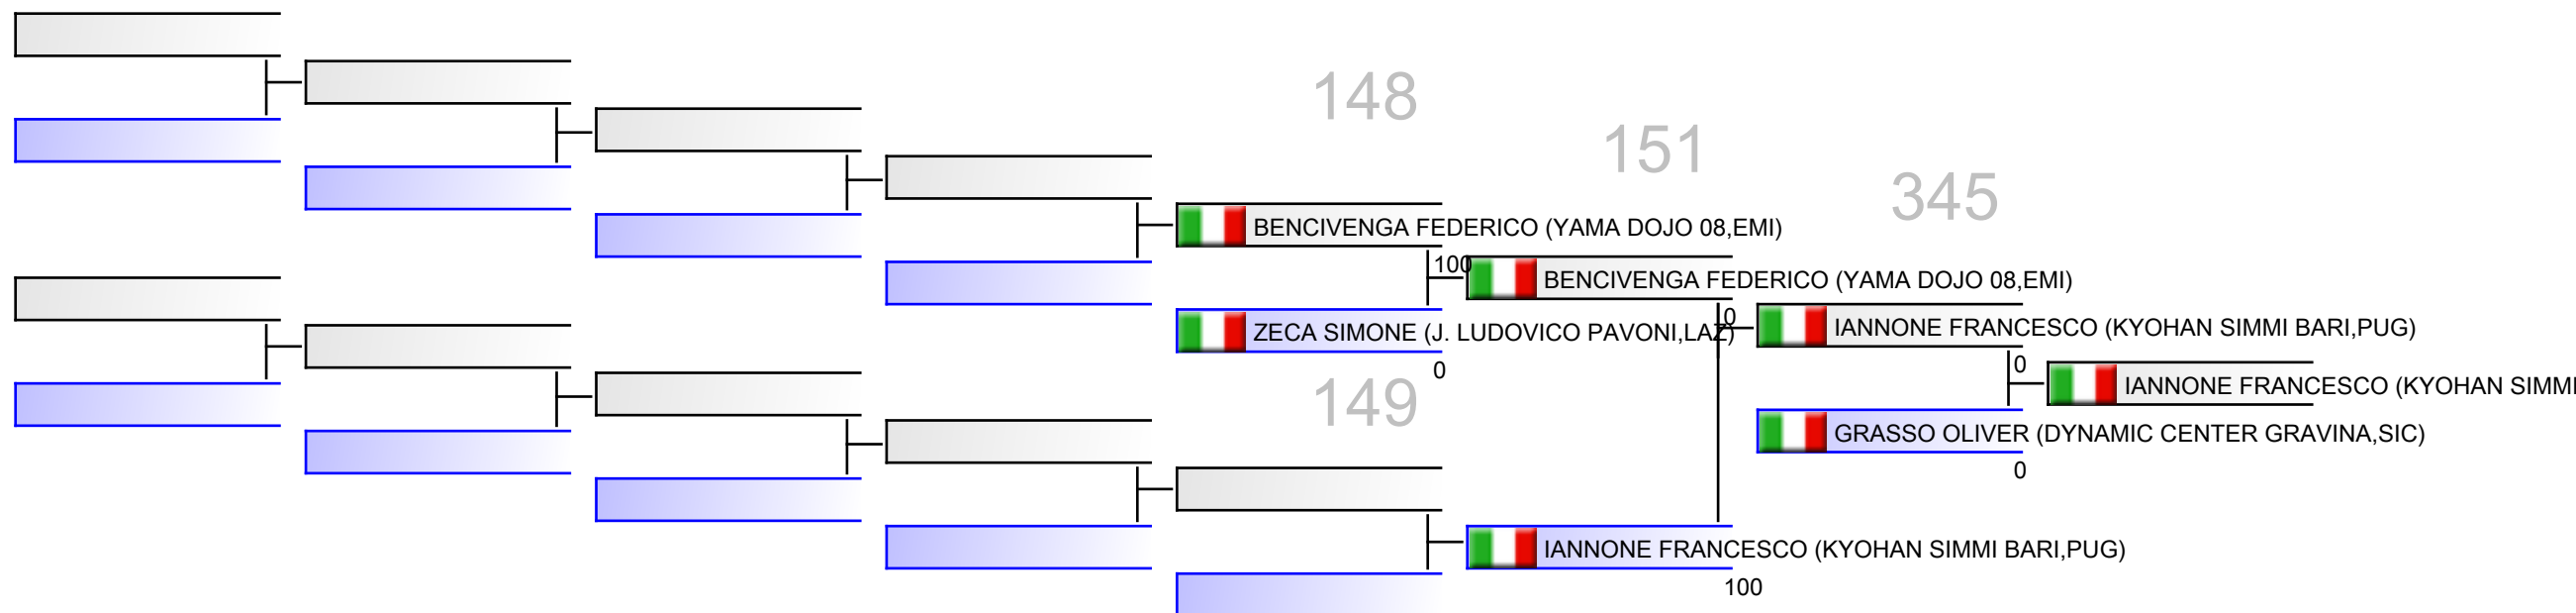 148
151
345
BENCIVENGA FEDERICO (YAMA DOJO 08,EMI)
100
BENCIVENGA FEDERICO (YAMA DOJO 08,EMI)
0
ZECA SIMONE (J. LUDOVICO PAVONI,LAZ)
0
IANNONE FRANCESCO (KYOHAN SIMMI BARI,PUG)
0
IANNONE FRANCESCO (KYOHAN SIMMI
149
GRASSO OLIVER (DYNAMIC CENTER GRAVINA,SIC)
0
IANNONE FRANCESCO (KYOHAN SIMMI BARI,PUG)
100